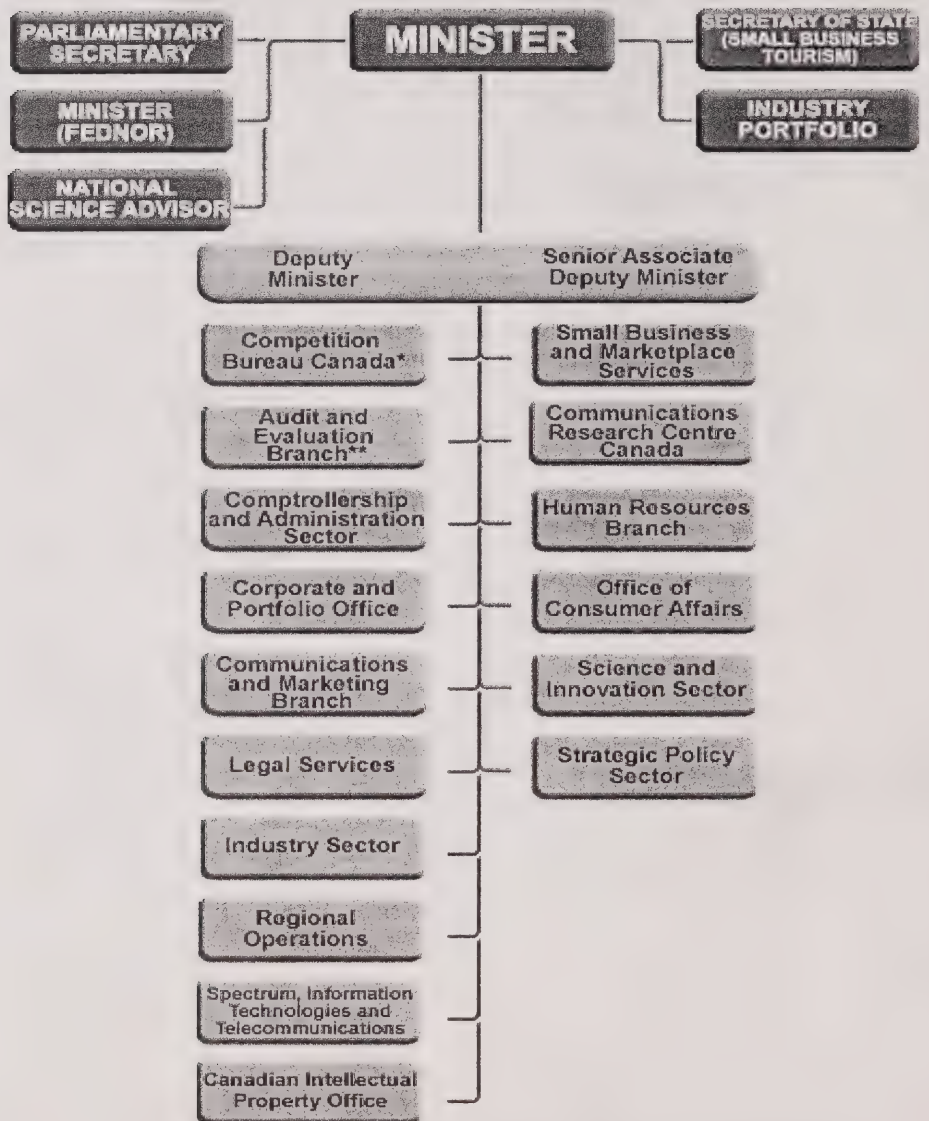 PARLIAMENTARY
SECRETARY
MINISTER
SECRETARY OF STATE
(SMALL BUSINESS
TOURISM)
MINISTER
(FEDNOR)
INDUSTRY
PORTFOLIO
NATIONAL
SCIENCE ADVISOR
Deputy
Minister
Senior Associate
Deputy Minister
Competition
Bureau Canada*
Small Business
and Marketplace
Services
Audit and
Evaluation
Branch**
Communications
Research Centre
Canada
Comptrollership
and Administration
Sector
Human Resources
Branch
Corporate and
Portfolio Office
Office of
Consumer Affairs
Communications
and Marketing
Branch
Science and
Innovation Sector
Legal Services
Strategic Policy
Sector
Industry Sector
Regional
Operations
Spectrum, Information
Technologies and
Telecommunications
Canadian Intellectual
Property Office